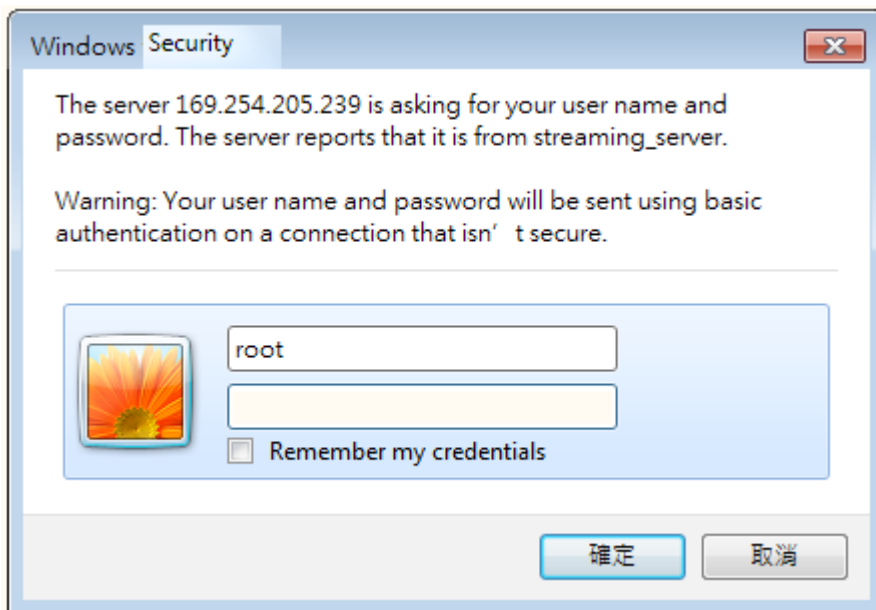 Windows Security
The server 169.254.205.239 is asking for your user name and
password. The server reports that it is from streaming_server.
Warning: Your user name and password will be sent using basic
authentication on a connection that isn’ t secure.
root
Remember my credentials
確定 取消